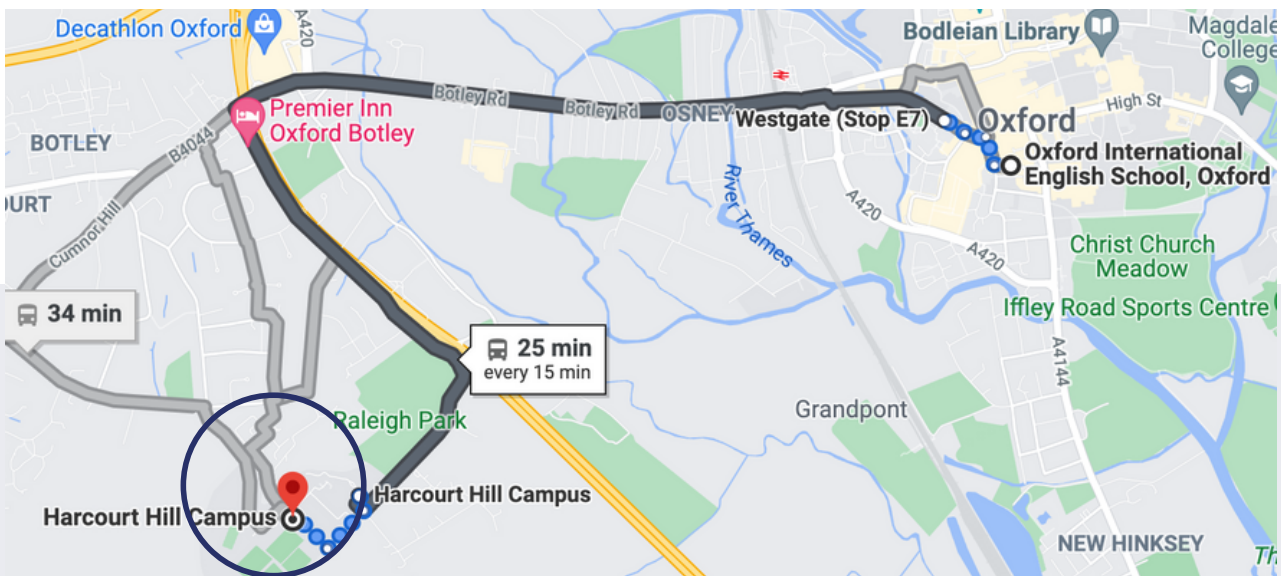 Decathlon Oxford
A420
Bodleian Library
Magdale
College
Premier Inn
Oxford Botley
Botley Rd
Botley Rd
OSNEY
Westgate (Stop E7)
Oxford
High St
BOTLEY
B4044
Oxford International
English School, Oxford
URT
Cumnor Hill
River Thames
A420
A420
Christ Church
Meadow
Iffley Road Sports Centre
34 min
25 min
every 15 min
A4144
Raleigh Park
Grandpont
Harcourt Hill Campus
Harcourt Hill Campus
NEW HINKSEY
Th